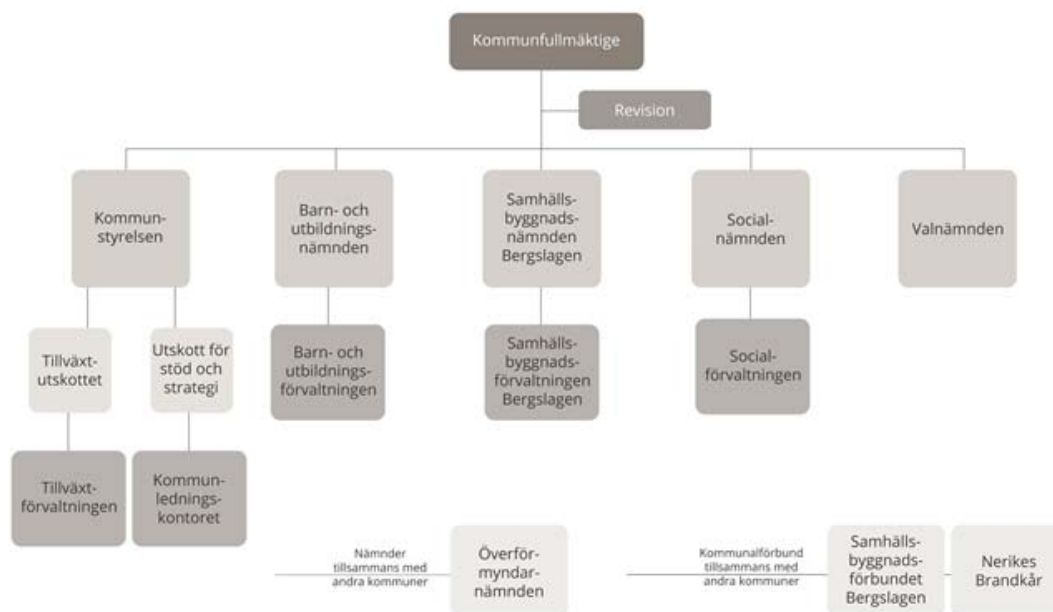 Kommunfullmäktige
Revision
Kommun-
styrelsen
Barn- och
utbildnings-
nämnden
Samhälls-
byggnads-
nämnden
Bergslagen
Social-
nämnden
Valnämnden
Tillväxt-
utskottet
Utskott för
stöd och
strategi
Barn- och
utbildnings-
förvaltningen
Samhälls-
byggnads-
förvaltningen
Bergslagen
Social-
förvaltningen
Tillväxt-
förvaltningen
Kommun-
lednings-
kontoret
Nämnder
tillsammans med
andra kommuner
Överför-
myndar-
nämnden
Kommunalförbund
tillsammans med
andra kommuner
Samhälls-
byggnads-
förbundet
Bergslagen
Nerikes
Brandkår